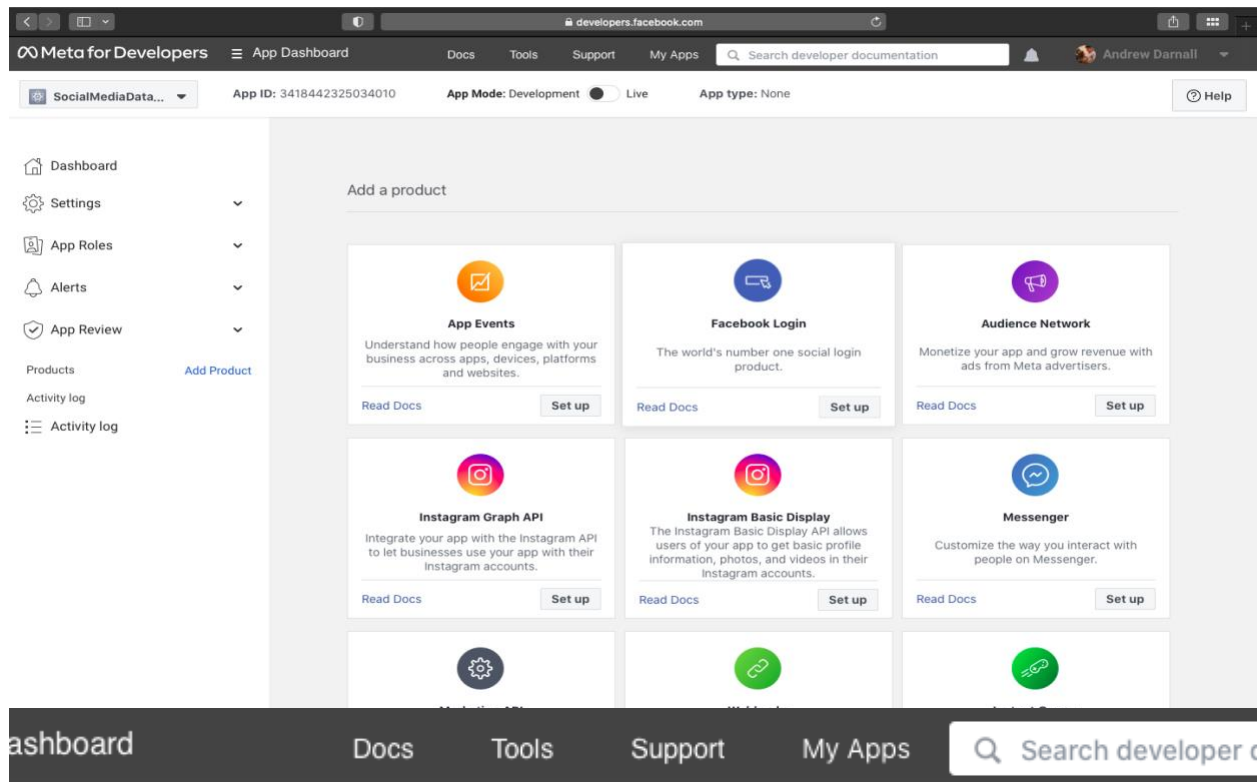 developers.facebook.com
Meta for Developers App Dashboard Docs Tools Support My Apps Search developer documentation Andrew Darnall
SocialMediaData... App ID: 3418442325034010 App Mode: Development Live App type: None Help
Dashboard
Settings
App Roles
Alerts
App Review
Products Add Product
Activity log
Activity log
Add a product
App Events
Understand how people engage with your
business across apps, devices, platforms
and websites.
Read Docs Set up
Facebook Login
The world's number one social login
product.
Read Docs Set up
Audience Network
Monetize your app and grow revenue with
ads from Meta advertisers.
Read Docs Set up
Instagram Graph API
Integrate your app with the Instagram API
to let businesses use your app with their
Instagram accounts.
Read Docs Set up
Instagram Basic Display
The Instagram Basic Display API allows
users of your app to get basic profile
information, photos, and videos in their
Instagram accounts.
Read Docs Set up
Messenger
Customize the way you interact with
people on Messenger.
Read Docs Set up
ashboard Docs Tools Support My Apps Search developer